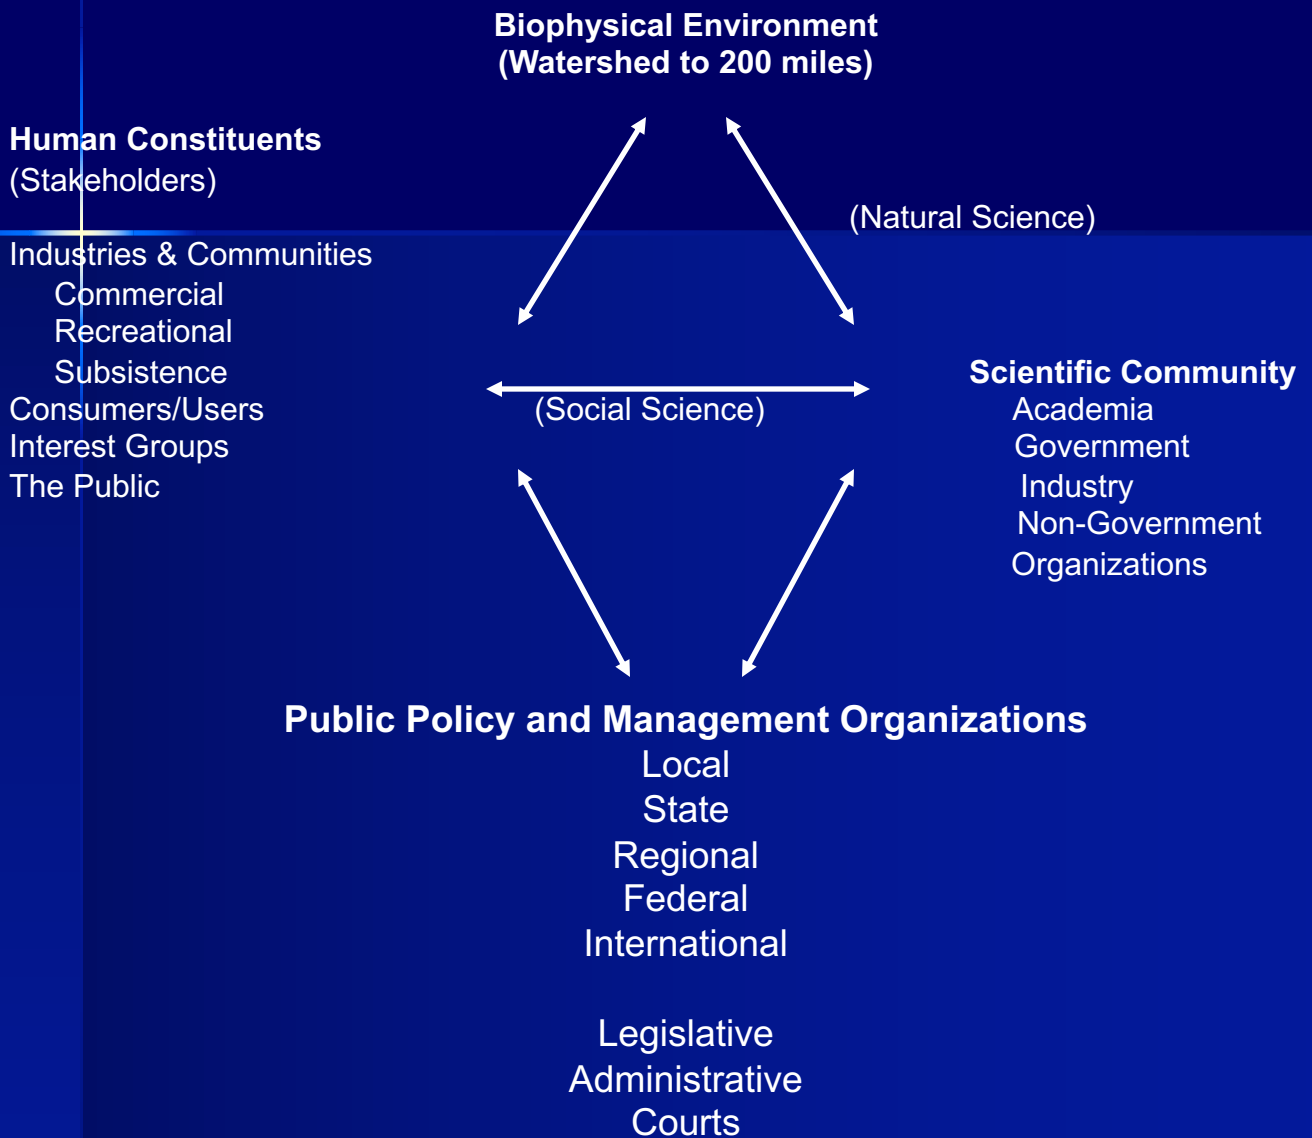 Biophysical Environment
(Watershed to 200 miles)
Human Constituents
(Stakeholders)
(Natural Science)
Industries & Communities
Commercial
Recreational
Subsistence
Consumers/Users
Interest Groups
The Public
(Social Science)
Scientific Community
Academia
Government
Industry
Non-Government
Organizations
Public Policy and Management Organizations
Local
State
Regional
Federal
International
Legislative
Administrative
Courts